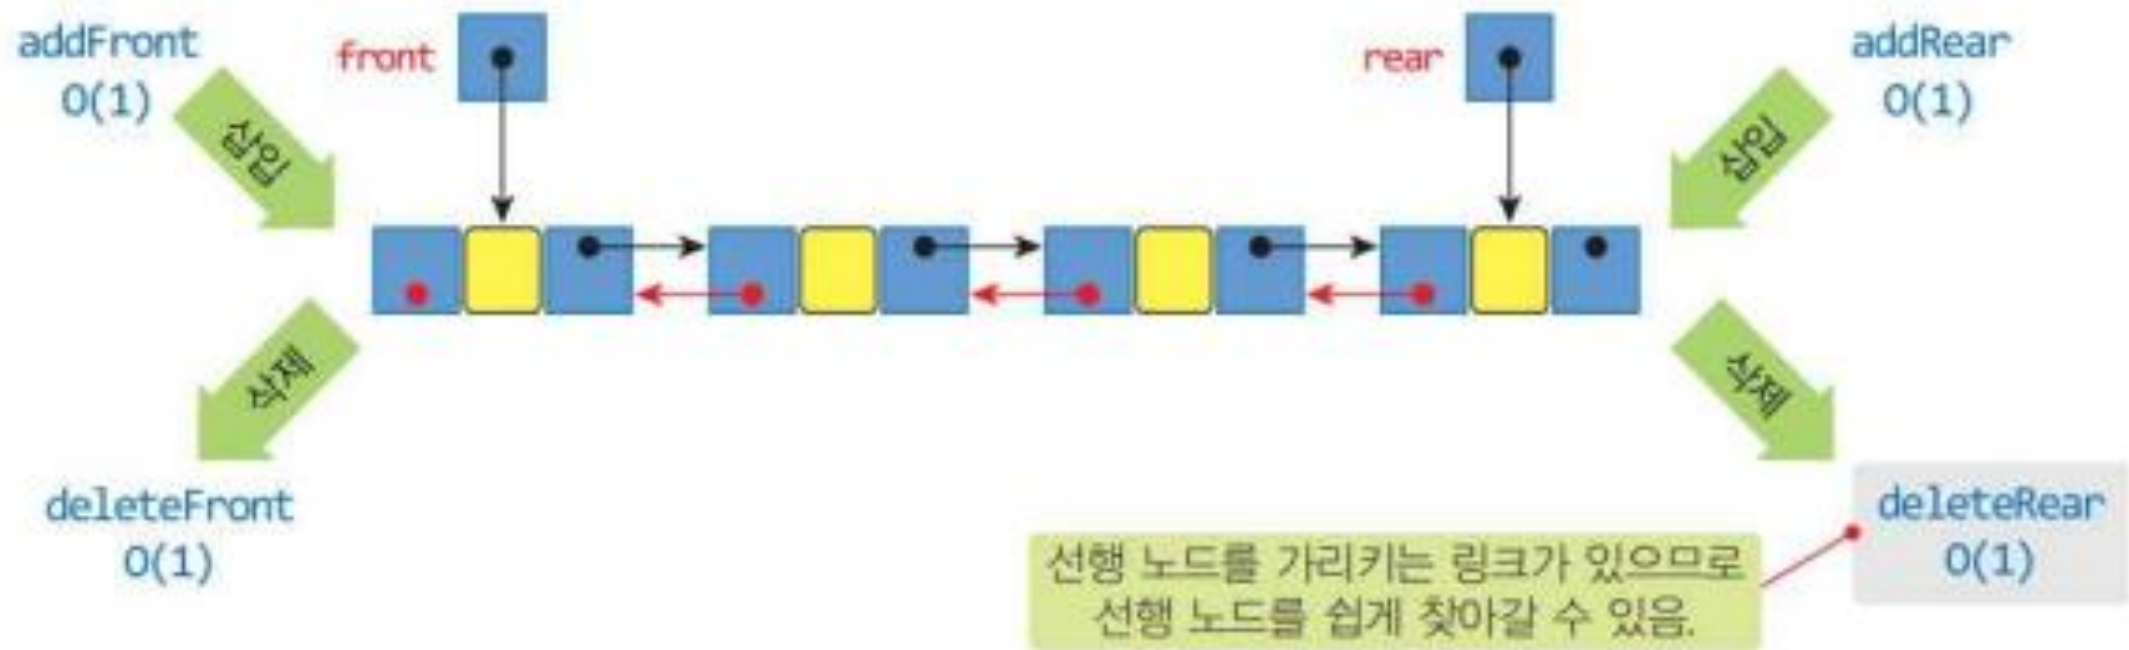 addFront
O(1)
front
rear
addRear
O(1)
삽입
삽입
삭제
삭제
deleteFront
O(1)
deleteRear
O(1)
선행 노드를 가리키는 링크가 있으므로
선행 노드를 쉽게 찾아갈 수 있음.